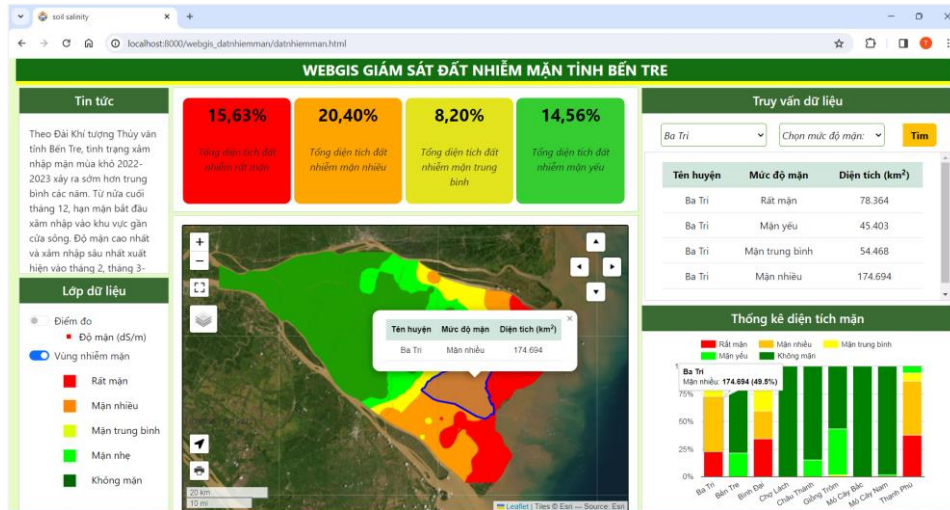 soil salinity
localhost:8000/webgis_datnhiemman/datnhiemman.html
WEBGIS GIÁM SÁT ĐẤT NHIỄM MẶN TỈNH BẾN TRE
Tin tức
Theo Đài Khí tượng Thủy văn
tỉnh Bến Tre, tình trạng xâm
nhập mặn mùa khô 2022-
2023 xảy ra sớm hơn trung
bình các năm. Từ nửa cuối
tháng 12, hạn mặn bắt đầu
xâm nhập vào khu vực gần
cửa sông. Độ mặn cao nhất
và xâm nhập sâu nhất xuất
hiện vào tháng 2, tháng 3-
Lớp dữ liệu
Điểm đo
Độ mặn (dS/m)
Vùng nhiễm mặn
Rất mặn
Mặn nhiều
Mặn trung bình
Mặn nhẹ
Không mặn
15,63%
Tổng diện tích đất
nhiễm rất mặn
20,40%
Tổng diện tích đất
nhiễm mặn nhiều
8,20%
Tổng diện tích đất
nhiễm mặn trung
bình
14,56%
Tổng diện tích đất
nhiễm mặn yếu
+
−
Tên huyện Mức độ mặn Diện tích (km²)
Ba Tri Mặn nhiều 174.694
20 km
10 mi
Leaflet | Tiles © Esri — Source: Esri
Truy vấn dữ liệu
Ba Tri Chọn mức độ mặn: Tìm
Tên huyện Mức độ mặn Diện tích (km²)
Ba Tri Rất mặn 78.364
Ba Tri Mặn yếu 45.403
Ba Tri Mặn trung bình 54.468
Ba Tri Mặn nhiều 174.694
Thống kê diện tích mặn
Rất mặn Mặn nhiều Mặn trung bình
Mặn yếu Không mặn
Ba Tri
Mặn nhiều: 174.694 (49.5%)
75%
50%
25%
0%
Ba Tri Bến Tre Bình Đại Chợ Lách Châu Thành Giồng Trôm Mỏ Cày Bắc Mỏ Cày Nam Thạnh Phú